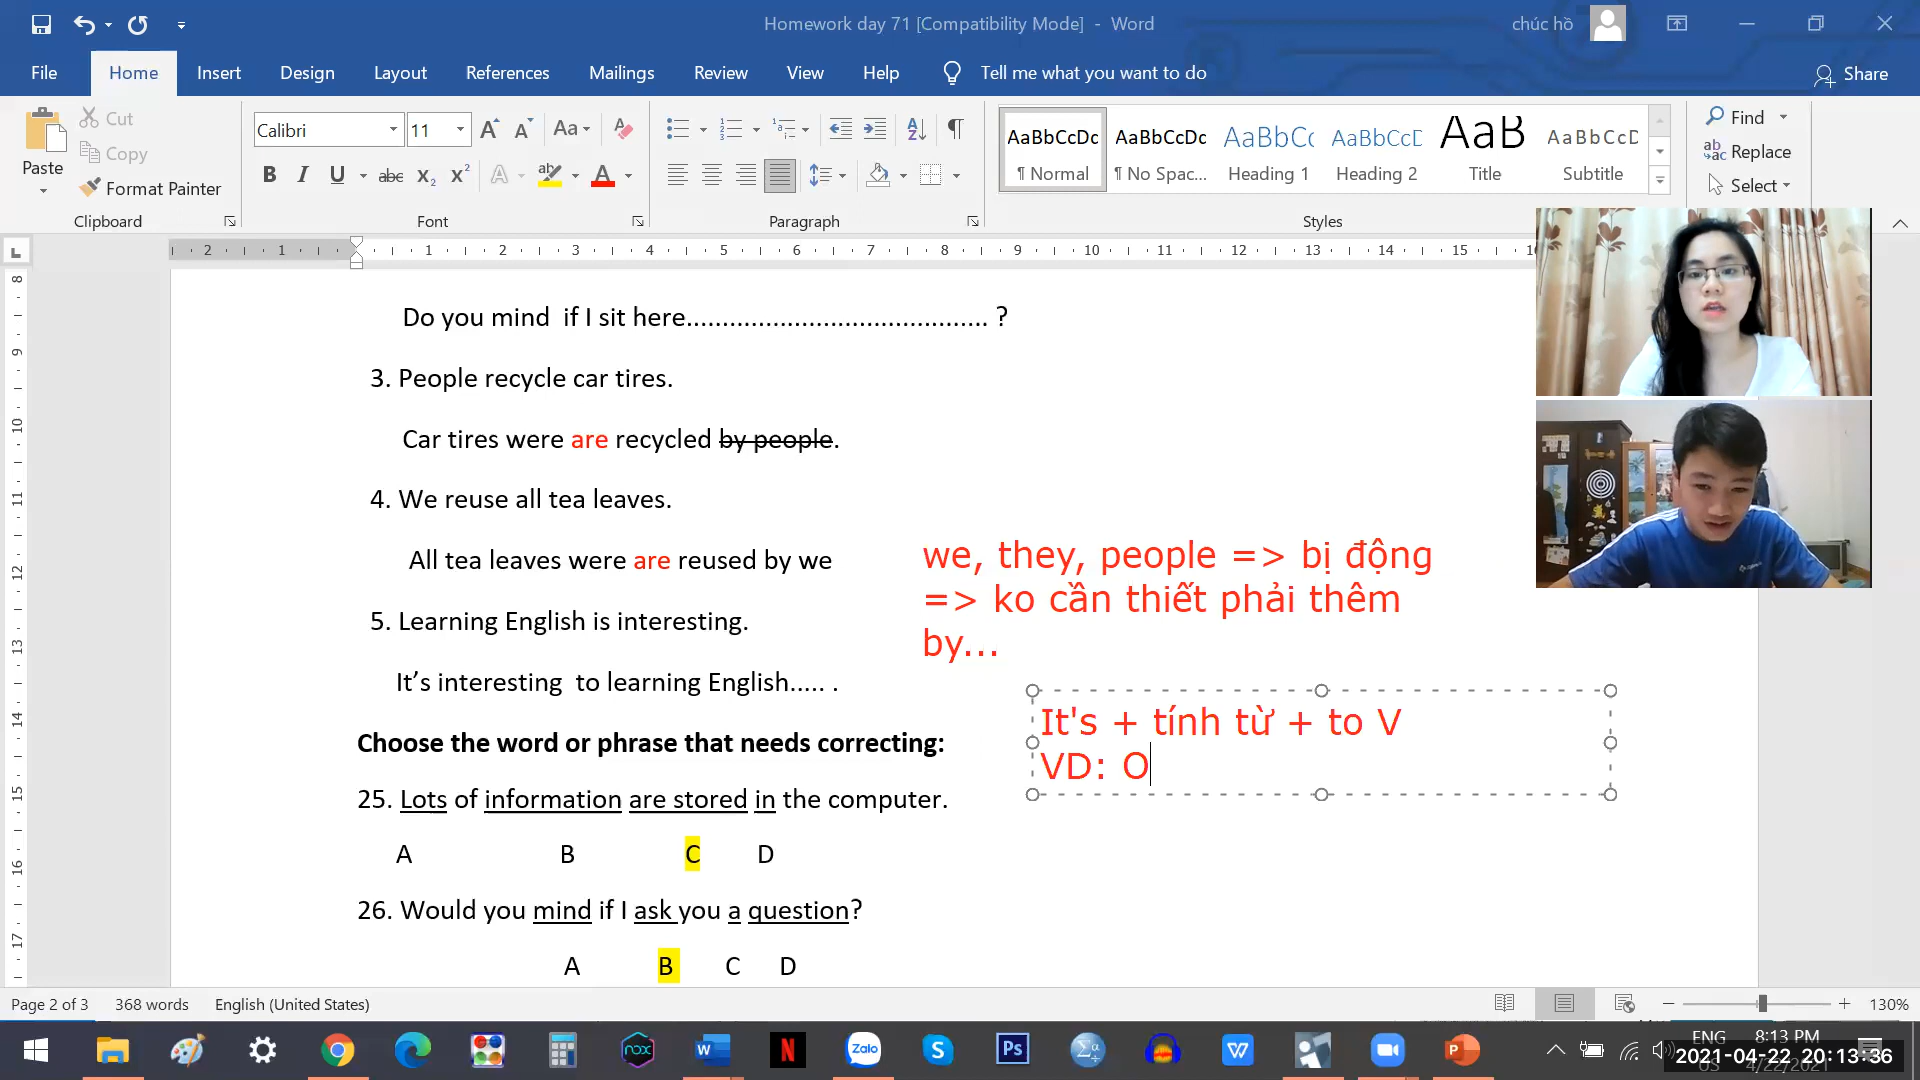 Homework day 71 [Compatibility Mode] - Word
chúc hồ
File Home Insert Design Layout References Mailings Review View Help Tell me what you want to do Share
Paste
Cut
Copy
Format Painter
Clipboard
Calibri 11
Font
Paragraph
AaBbCcDc AaBbCcDc AaBbCc AaBbCcD AaB AaBbCcD
¶ Normal ¶ No Spac... Heading 1 Heading 2 Title Subtitle
Styles
Find
Replace
Select
Do you mind if I sit here.......................................... ?
3. People recycle car tires.
Car tires were are recycled by people.
4. We reuse all tea leaves.
All tea leaves were are reused by we
we, they, people => bị động
=> ko cần thiết phải thêm
by...
5. Learning English is interesting.
It’s interesting to learning English..... .
It's + tính từ + to V
VD: O
Choose the word or phrase that needs correcting:
25. Lots of information are stored in the computer.
A B C D
26. Would you mind if I ask you a question?
A B C D
Page 2 of 3 368 words English (United States) 130%
ENG 8:13 PM
2021-04-22 20:13:36